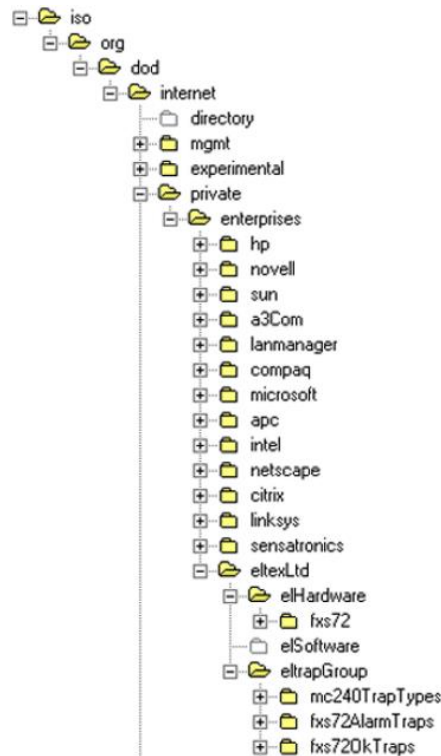 iso
org
dod
internet
directory
mgmt
experimental
private
enterprises
hp
novell
sun
a3Com
lanmanager
compaq
microsoft
apc
intel
netscape
citrix
linksys
sensatronics
eltexLtd
elHardware
fxs72
elSoftware
eltrapGroup
mc240TrapTypes
fxs72AlarmTraps
fxs72OkTraps